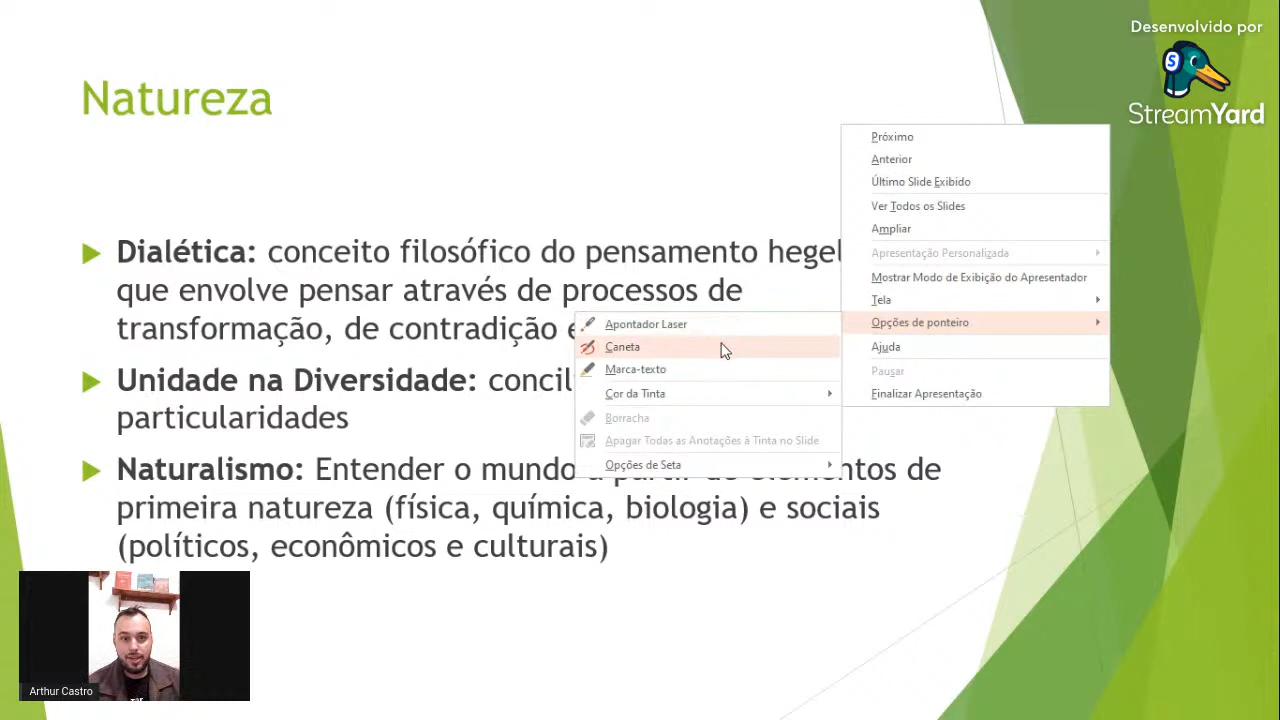 Desenvolvido por
StreamYard
Natureza
Dialética: conceito filosófico do pensamento hegel
que envolve pensar através de processos de
transformação, de contradição e
Unidade na Diversidade: concil
particularidades
Naturalismo: Entender o mundo a partir de elementos de
primeira natureza (física, química, biologia) e sociais
(políticos, econômicos e culturais)
Próximo
Anterior
Último Slide Exibido
Ver Todos os Slides
Ampliar
Apresentação Personalizada
Mostrar Modo de Exibição do Apresentador
Tela
Opções de ponteiro
Ajuda
Pausar
Finalizar Apresentação
Apontador Laser
Caneta
Marca-texto
Cor da Tinta
Borracha
Apagar Todas as Anotações à Tinta no Slide
Opções de Seta
Arthur Castro